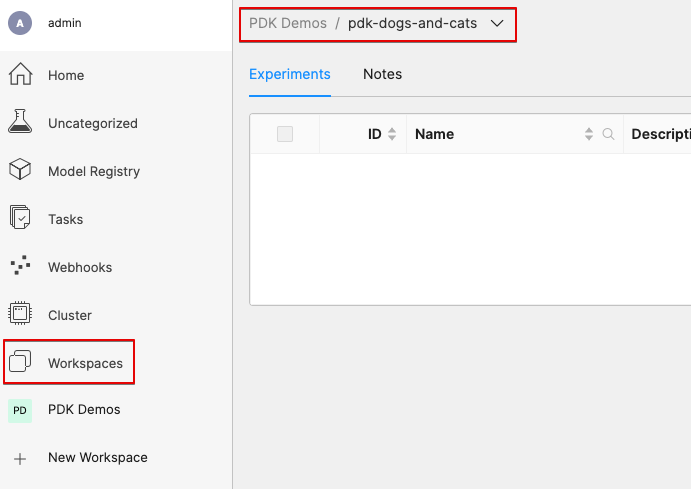 A admin
Home
Uncategorized
Model Registry
Tasks
Webhooks
Cluster
Workspaces
PD PDK Demos
+ New Workspace
PDK Demos / pdk-dogs-and-cats
Experiments Notes
ID Name Descripti